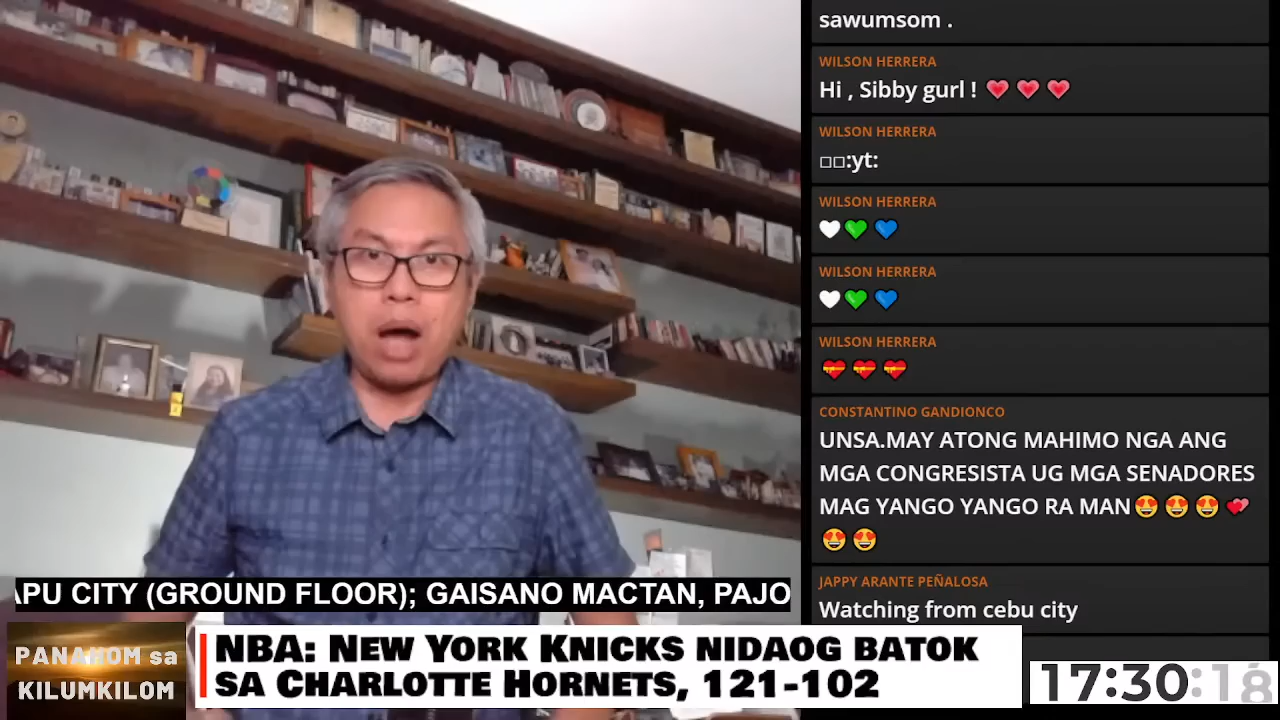 sawumsom .
WILSON HERRERA
Hi , Sibby gurl ! ❤️ ❤️ ❤️
WILSON HERRERA
□□:yt:
WILSON HERRERA
🤍💚💙
WILSON HERRERA
🤍💚💙
WILSON HERRERA
💝💝💝
CONSTANTINO GANDIONCO
UNSA.MAY ATONG MAHIMO NGA ANG
MGA CONGRESISTA UG MGA SENADORES
MAG YANGO YANGO RA MAN😍😍😍💕
😍😍
JAPPY ARANTE PEÑALOSA
Watching from cebu city
APU CITY (GROUND FLOOR); GAISANO MACTAN, PAJO
PANAHOM sa
KILUMKILOM
NBA: NEW YORK KNICKS NIDAOG BATOK
SA CHARLOTTE HORNETS, 121-102
17:30:18